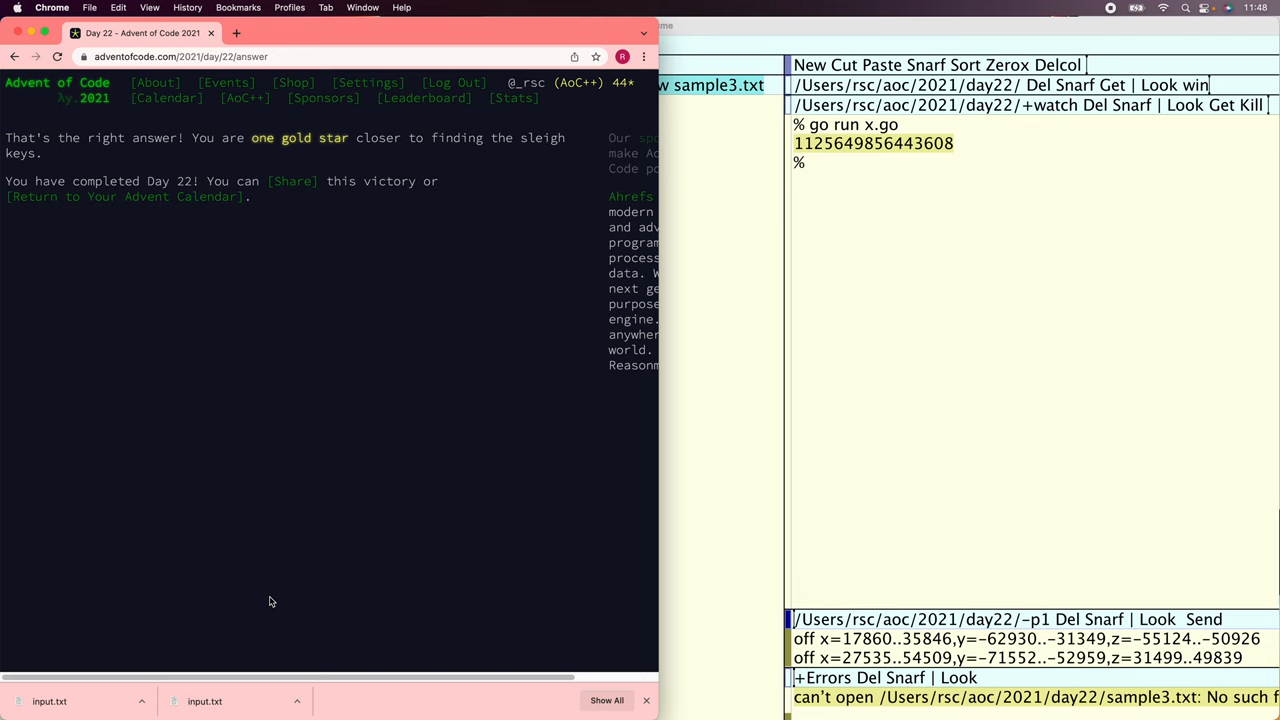 Chrome File Edit View History Bookmarks Profiles Tab Window Help 11:48
Day 22 - Advent of Code 2021
adventofcode.com/2021/day/22/answer
R
Advent of Code [About] [Events] [Shop] [Settings] [Log Out] @_rsc (AoC++) 44*
λy.2021 [Calendar] [AoC++] [Sponsors] [Leaderboard] [Stats]
That's the right answer! You are one gold star closer to finding the sleigh
keys.
You have completed Day 22! You can [Share] this victory or
[Return to Your Advent Calendar].
Our
make
Code
Ahrefs
modern
and
data.
next
anywher
world.
input.txt
input.txt
Show All
me
w sample3.txt
New Cut Paste Snarf Sort Zerox Delcol
/Users/rsc/aoc/2021/day22/ Del Snarf Get | Look win
/Users/rsc/aoc/2021/day22/+watch Del Snarf | Look Get Kill
% go run x.go
1125649856443608
%
/Users/rsc/aoc/2021/day22/-p1 Del Snarf | Look Send
off x=17860..35846,y=-62930..-31349,z=-55124..-50926
off x=27535..54509,y=-71552..-52959,z=31499..49839
+Errors Del Snarf | Look
can't open /Users/rsc/aoc/2021/day22/sample3.txt: No such f